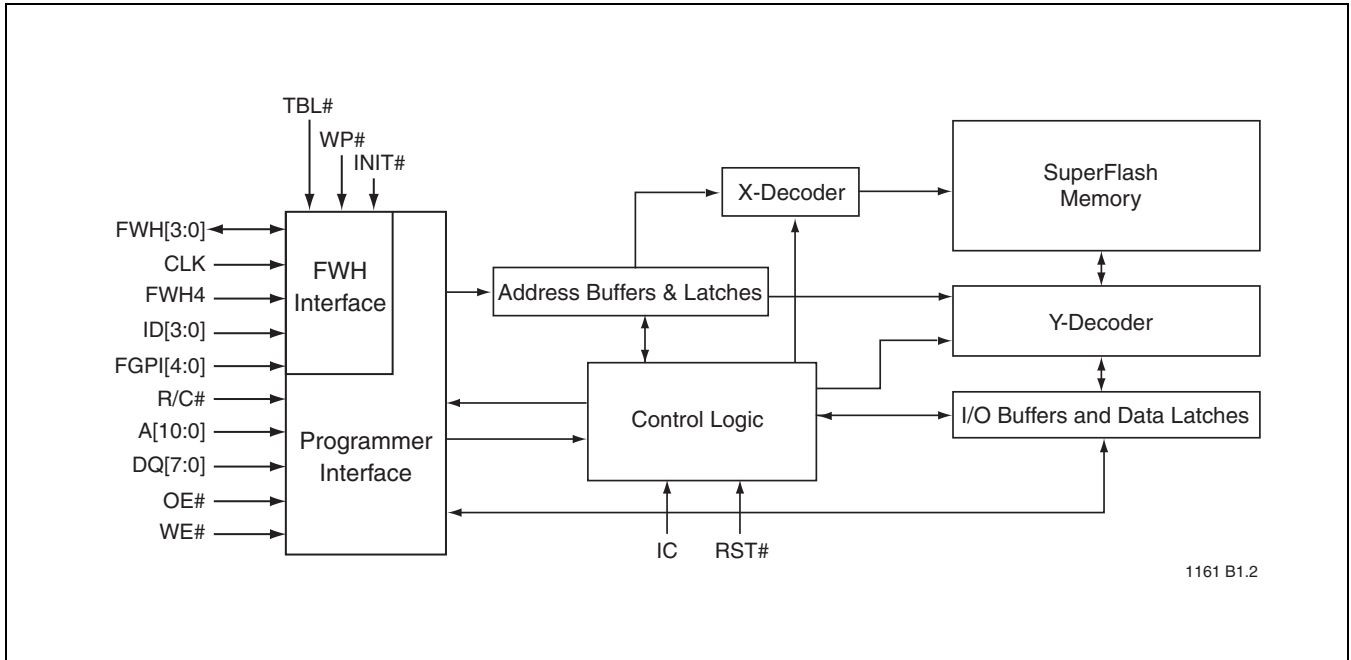 TBL#
WP#
INIT#
FWH[3:0]
CLK
FWH4
ID[3:0]
FGPI[4:0]
R/C#
A[10:0]
DQ[7:0]
OE#
WE#
FWH
Interface
Programmer
Interface
Address Buffers & Latches
X-Decoder
SuperFlash
Memory
Y-Decoder
Control Logic
I/O Buffers and Data Latches
IC
RST#
1161 B1.2